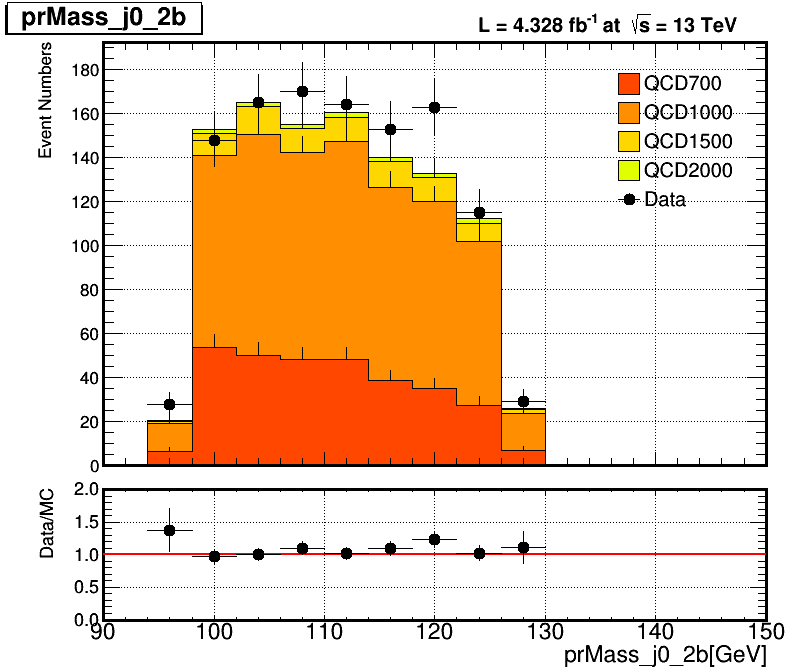 prMass_j0_2b
L = 4.328 fb⁻¹ at √s = 13 TeV
Event Numbers
180
160
140
120
100
80
60
40
20
0
QCD700
QCD1000
QCD1500
QCD2000
Data
Data/MC
2.0
1.5
1.0
0.5
0.0
90 100 110 120 130 140 150
prMass_j0_2b[GeV]